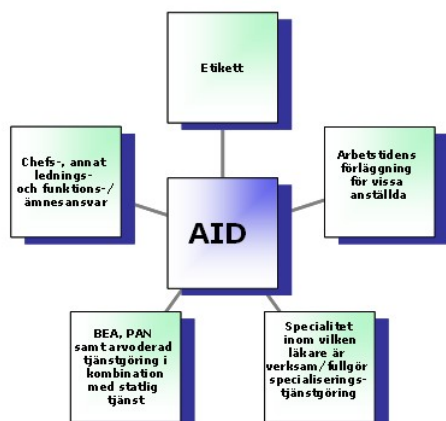 Etikett
Chefs-, annat
lednings-
och funktions-/
ämnesansvar
Arbetstidens
förläggning
för vissa
anställda
AID
BEA, PAN
samt arvoderad
tjänstgöring i
kombination
med statlig
tjänst
Specialitet
inom vilken
läkare är
verksam/fullgör
specialiserings-
tjänstgöring